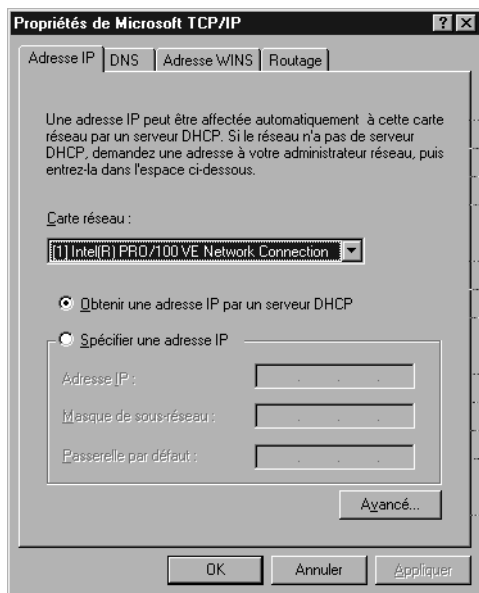 Propriétés de Microsoft TCP/IP
Adresse IP
DNS
Adresse WINS
Routage
Une adresse IP peut être affectée automatiquement à cette carte
réseau par un serveur DHCP. Si le réseau n'a pas de serveur
DHCP, demandez une adresse à votre administrateur réseau, puis
entrez-la dans l'espace ci-dessous.
Carte réseau :
[1] Intel(R) PRO/100 VE Network Connection
Obtenir une adresse IP par un serveur DHCP
Spécifier une adresse IP
Adresse IP :
Masque de sous-réseau :
Passerelle par défaut :
Avancé...
OK
Annuler
Appliquer